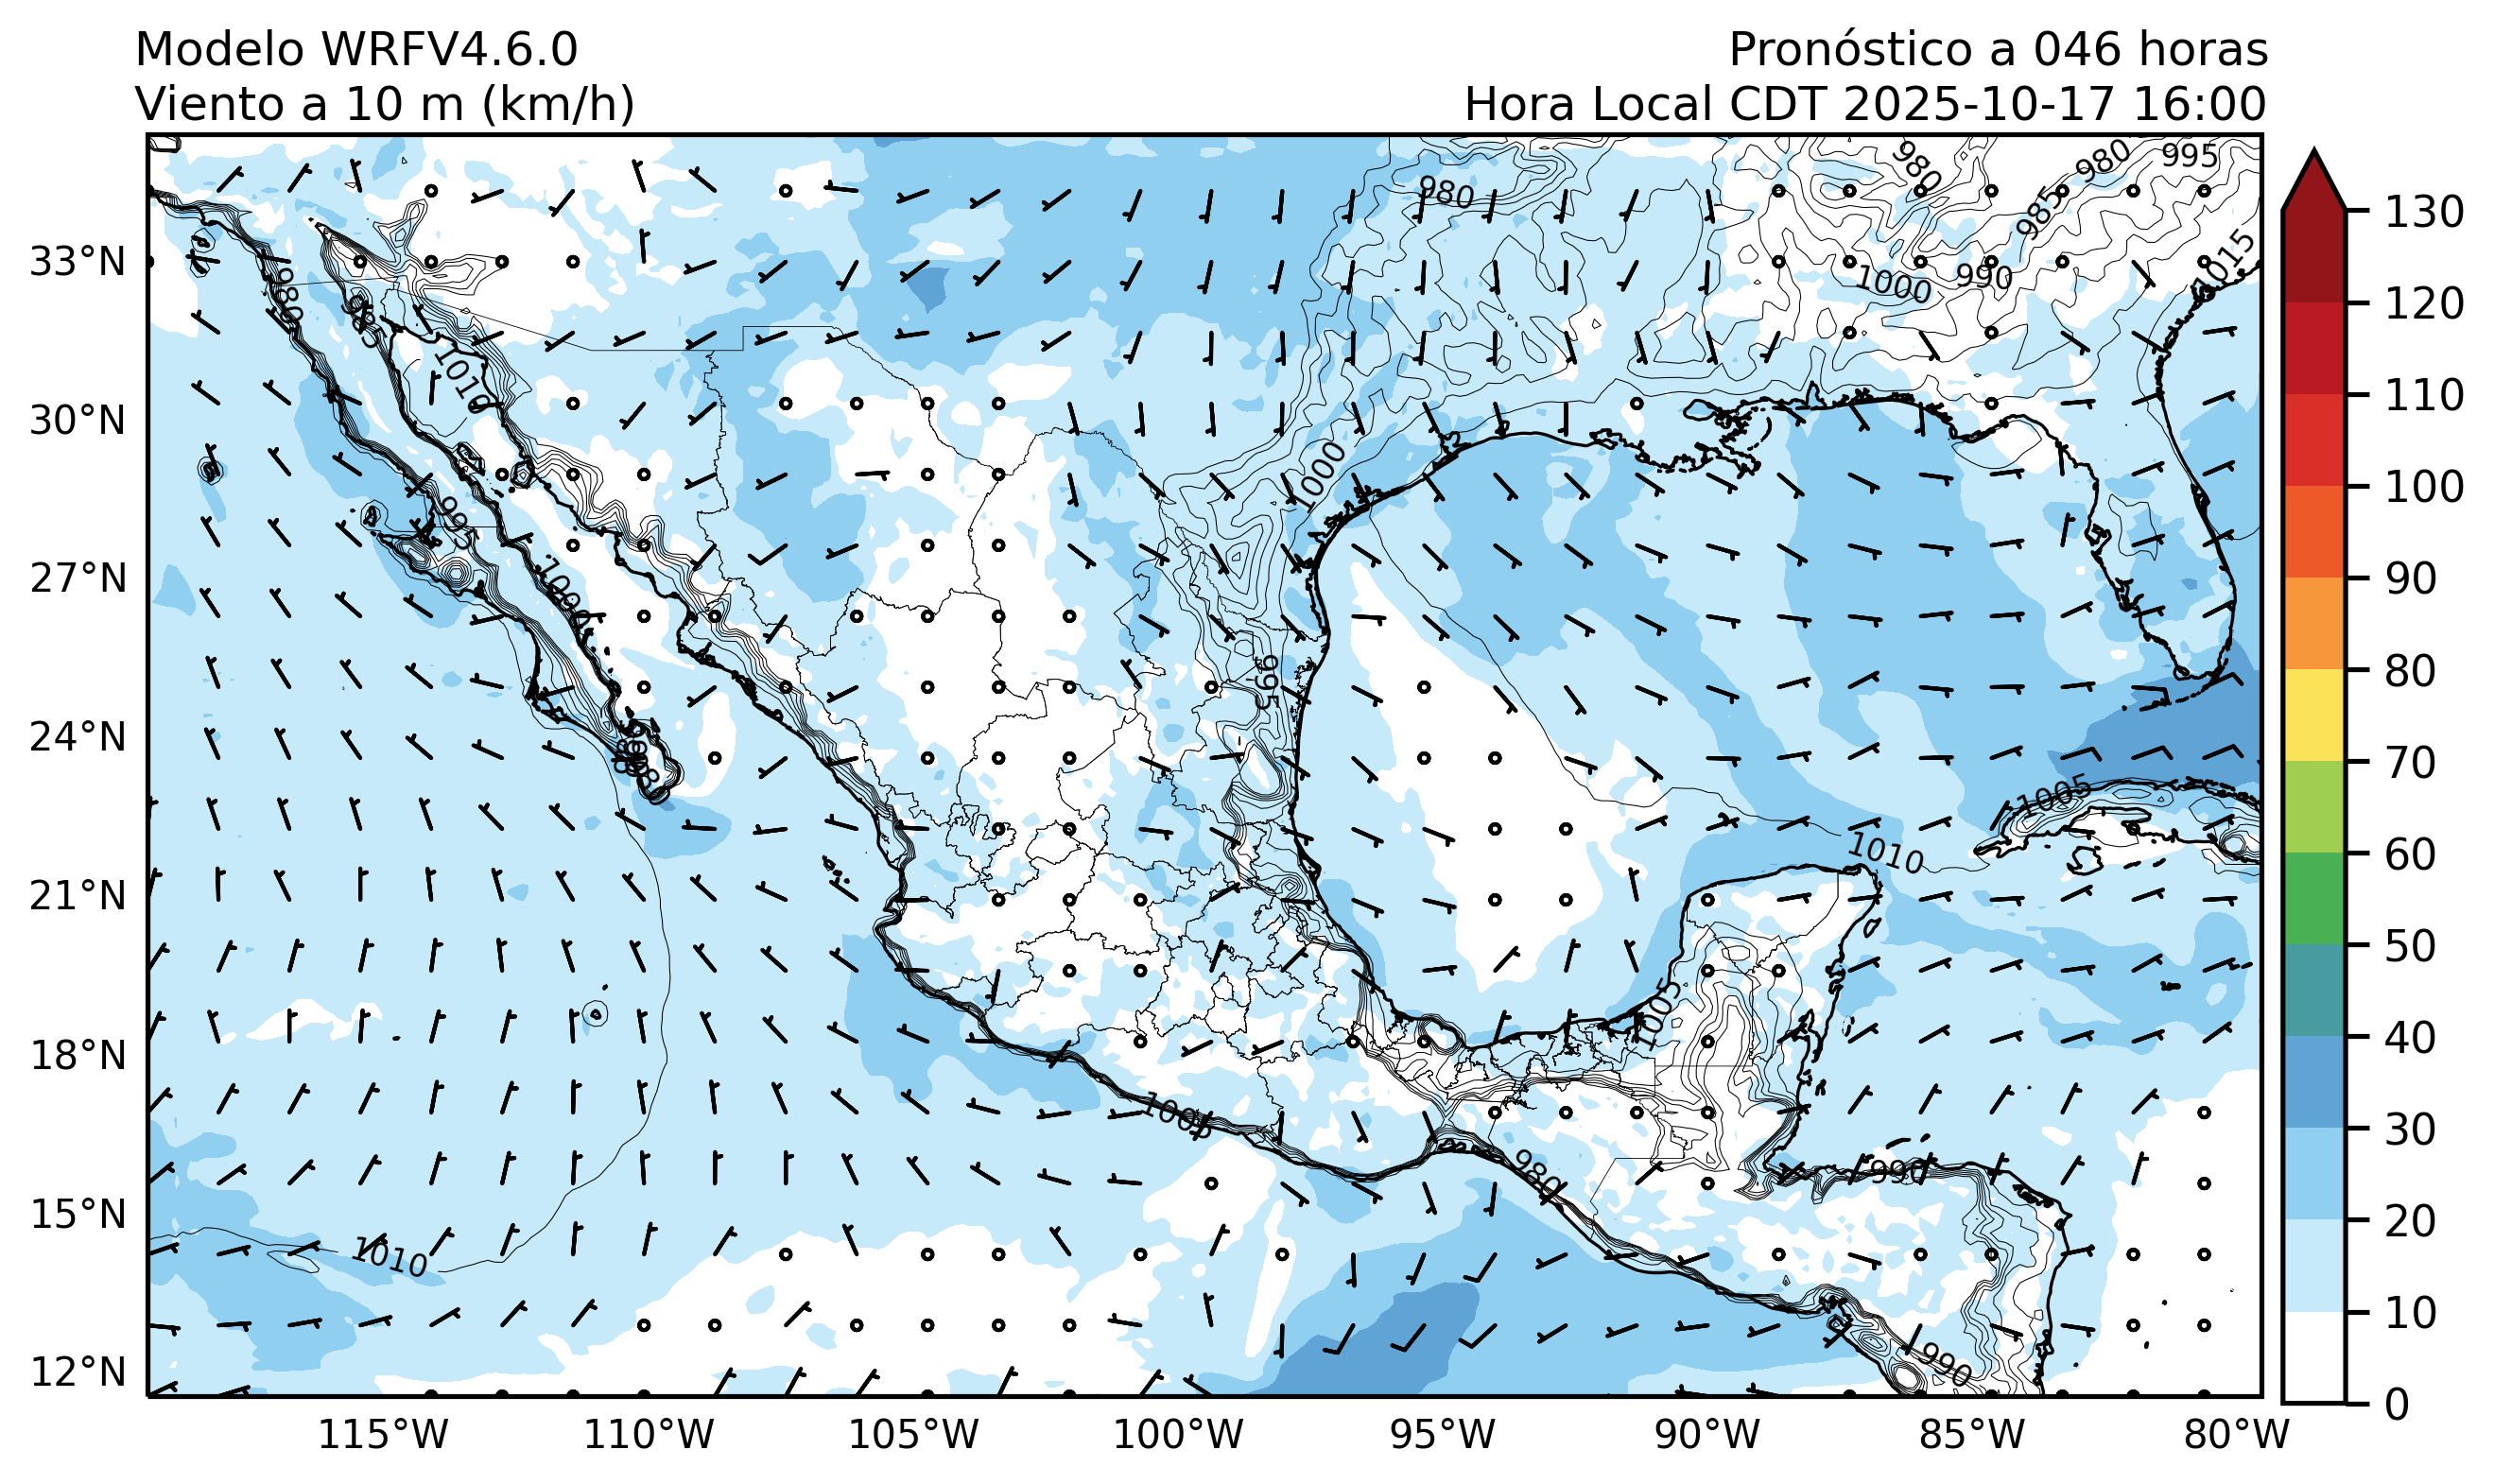 Modelo WRFV4.6.0
Pronóstico a 046 horas
Viento a 10 m (km/h)
Hora Local CDT 2025-10-17 16:00
980
980
995
980
985
1015
1000
990
33°N
980
985
1010
30°N
1000
995
27°N
1000
995
24°N
1005
1010
21°N
1005
18°N
1005
980
990
15°N
1010
990
12°N
115°W
110°W
105°W
100°W
95°W
90°W
85°W
80°W
130
120
110
100
90
80
70
60
50
40
30
20
10
0